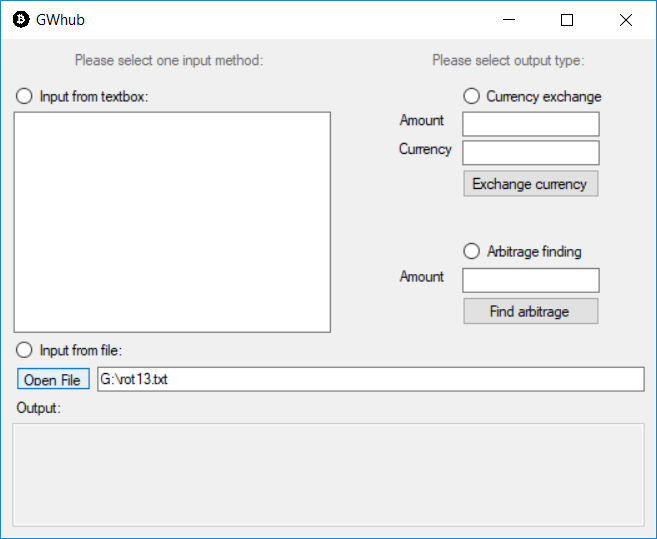 GWhub
Please select one input method:
Please select output type:
Input from textbox:
Currency exchange
Amount
Currency
Exchange currency
Arbitrage finding
Amount
Find arbitrage
Input from file:
Open File
G:\rot13.txt
Output: